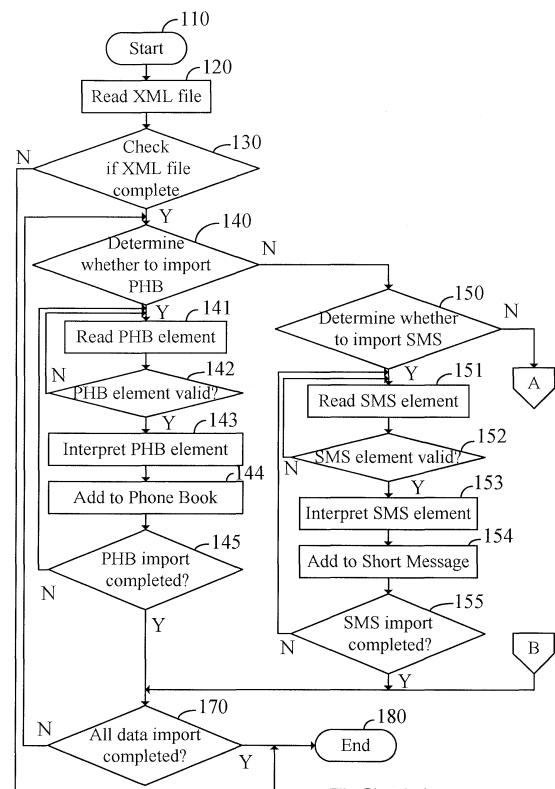 110
Start
120
Read XML file
130
N
Check
if XML file
complete
Y
140
N
Determine
whether to import
PHB
Y
150
N
Determine whether
to import SMS
Y
A
141
Read PHB element
142
N
PHB element valid?
Y
143
Interpret PHB element
144
Add to Phone Book
145
PHB import
completed?
N
Y
151
Read SMS element
152
SMS element valid?
N
Y
153
Interpret SMS element
154
Add to Short Message
155
SMS import
completed?
N
Y
B
170
N
All data import
completed?
Y
180
End